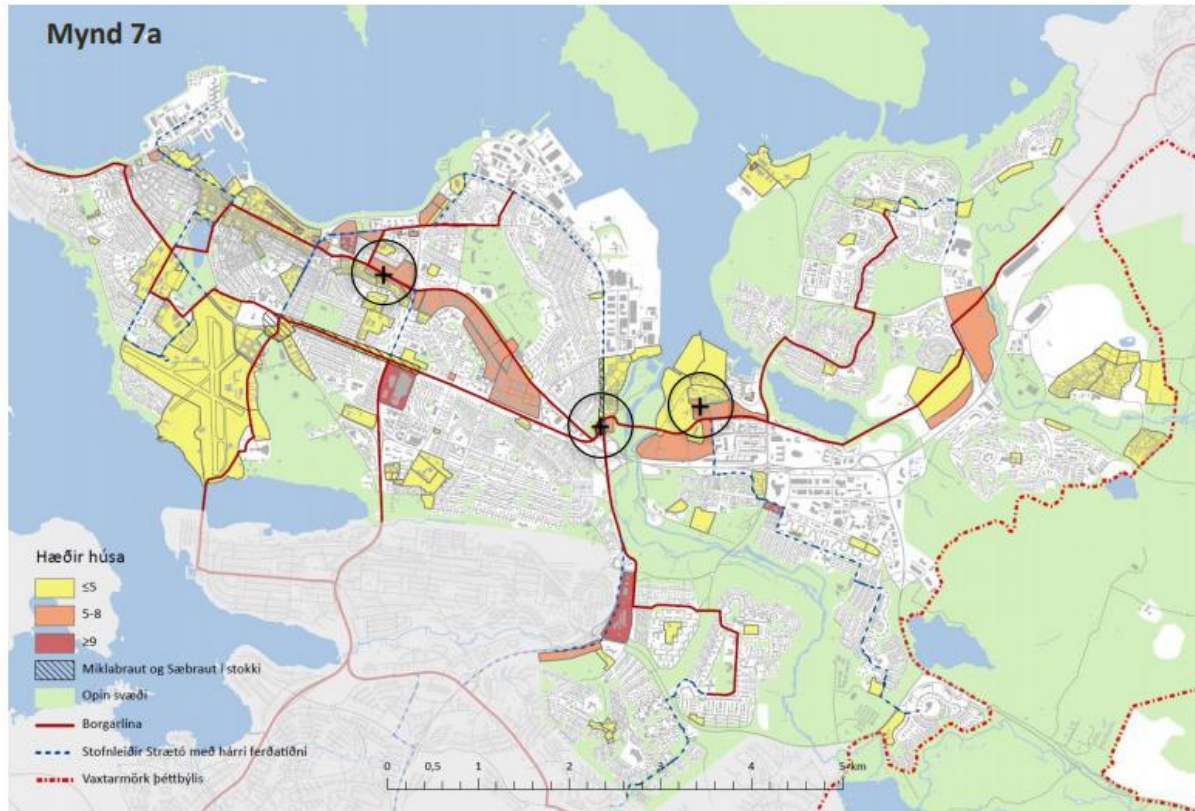 Mynd 7a
Hæðir húsa
≤5
5-8
≥9
Miklabraut og Sæbraut í stokki
Opin svæði
Borgarlína
Stofnleiðir Strætó með hárri ferðatíðni
Vaxtarmörk þéttbýlis
0 0,5 1 2 3 4 5 km